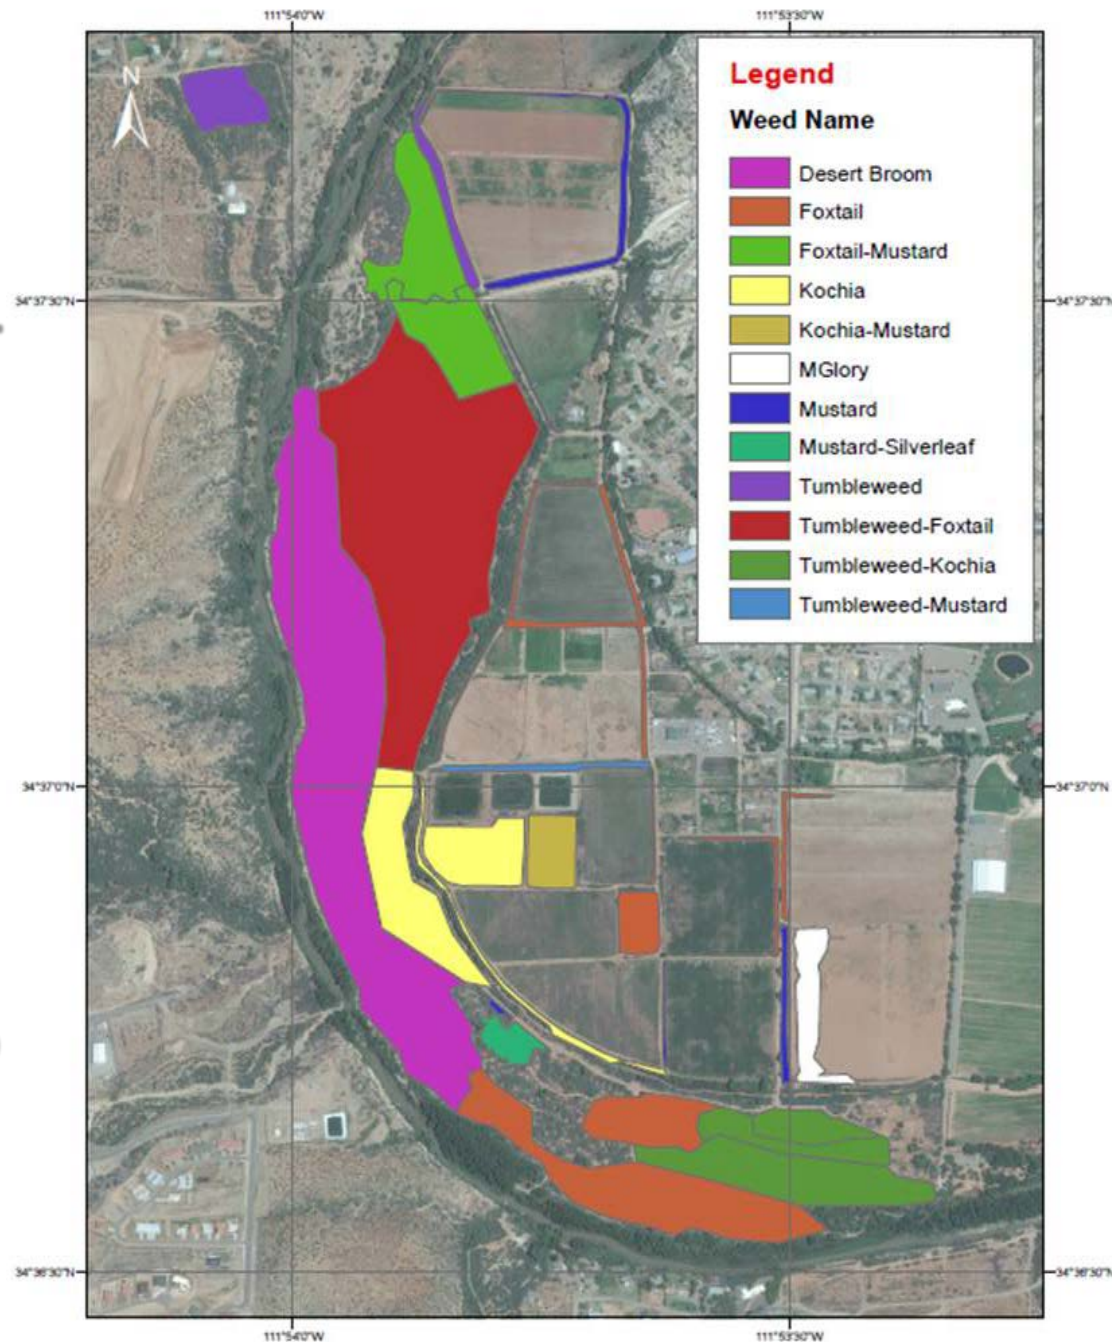 111°54'0"W
111°53'30"W
N
Legend
Weed Name
Desert Broom
Foxtail
Foxtail-Mustard
Kochia
Kochia-Mustard
MGlory
Mustard
Mustard-Silverleaf
Tumbleweed
Tumbleweed-Foxtail
Tumbleweed-Kochia
Tumbleweed-Mustard
34°37'30"N
34°37'30"N
34°37'0"N
34°37'0"N
34°36'30"N
34°36'30"N
111°54'0"W
111°53'30"W